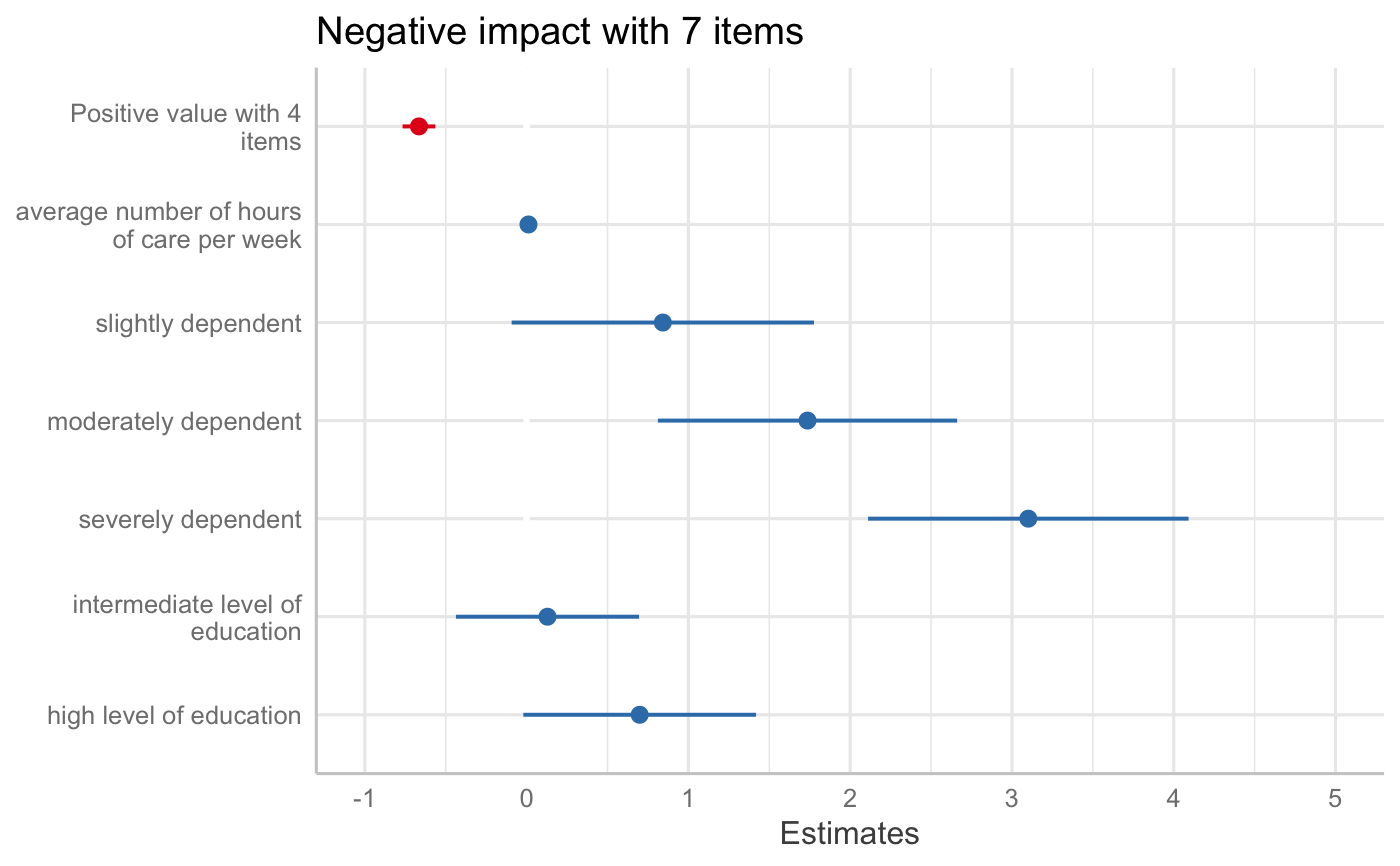 Negative impact with 7 items
Positive value with 4
items
average number of hours
of care per week
slightly dependent
moderately dependent
severely dependent
intermediate level of
education
high level of education
-1 0 1 2 3 4 5
Estimates